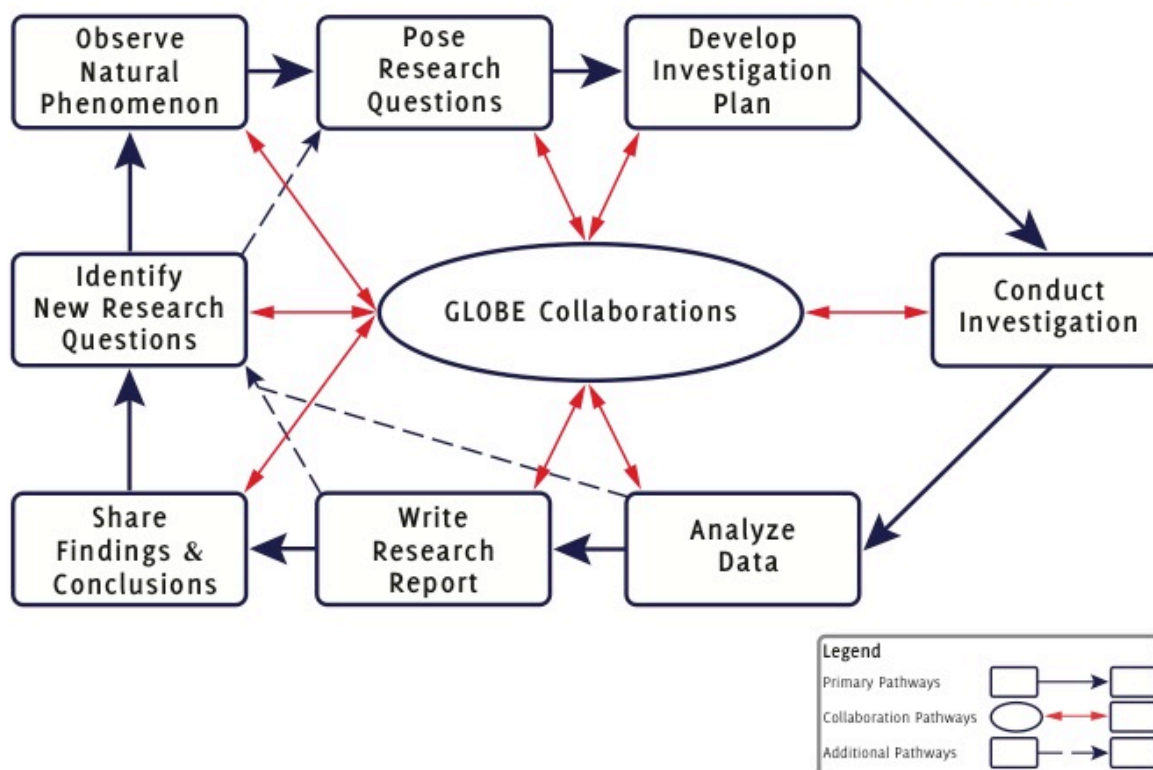 Observe
Natural
Phenomenon
Pose
Research
Questions
Develop
Investigation
Plan
Identify
New Research
Questions
GLOBE Collaborations
Conduct
Investigation
Share
Findings &
Conclusions
Write
Research
Report
Analyze
Data
Legend
Primary Pathways
Collaboration Pathways
Additional Pathways